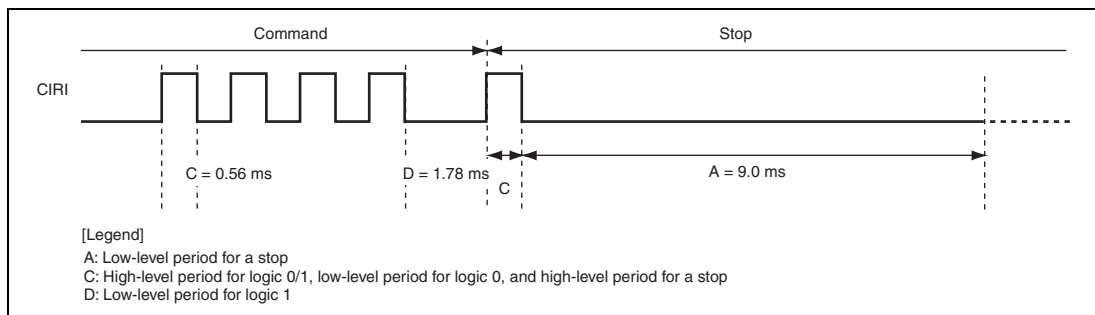 Command
Stop
CIRI
C = 0.56 ms
D = 1.78 ms
C
A = 9.0 ms
[Legend]
A: Low-level period for a stop
C: High-level period for logic 0/1, low-level period for logic 0, and high-level period for a stop
D: Low-level period for logic 1